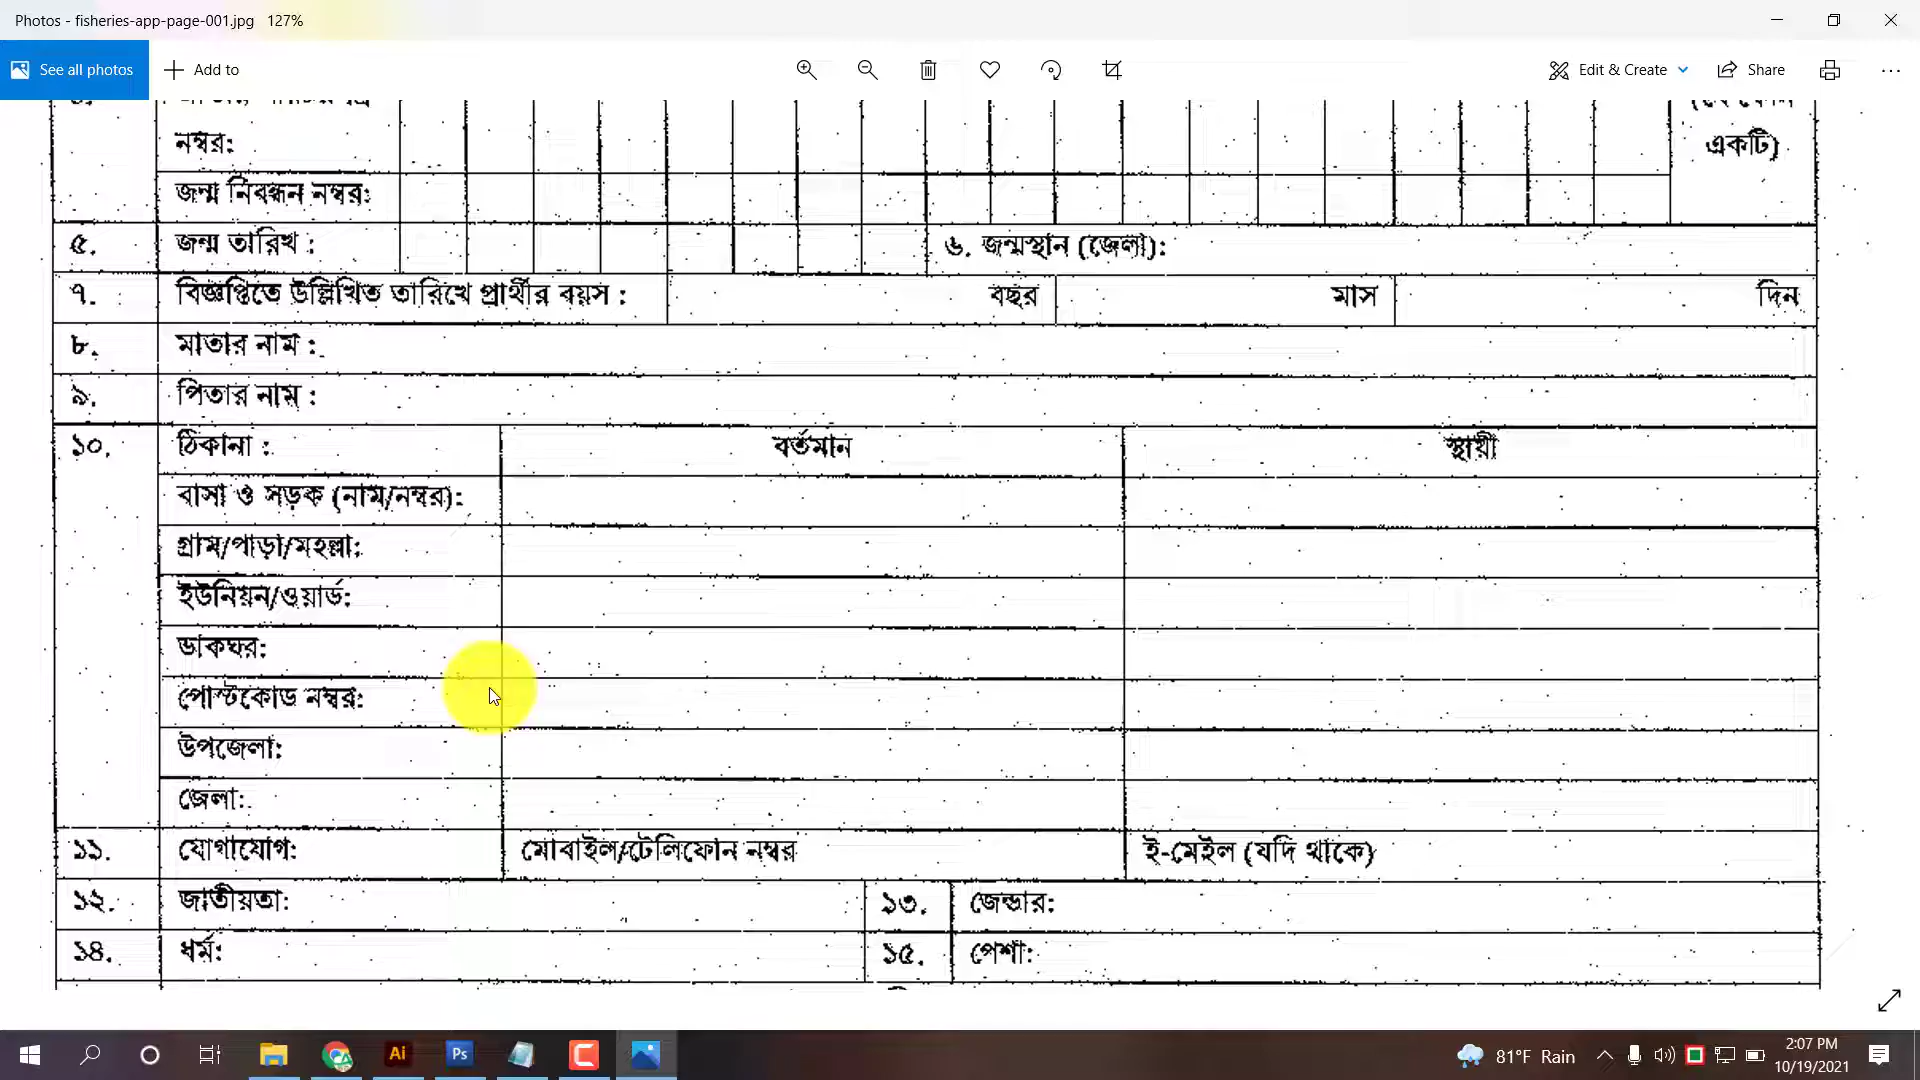 Photos - fisheries-app-page-001.jpg 127%
See all photos
Add to
Edit & Create
Share
নম্বর:
একটি)
জন্ম নিবন্ধন নম্বর:
৫. জন্ম তারিখ : ৬. জন্মস্থান (জেলা):
৭. বিজ্ঞপ্তিতে উল্লিখিত তারিখে প্রার্থীর বয়স : বছর মাস দিন
৮. মাতার নাম :
৯. পিতার নাম :
১০. ঠিকানা : বর্তমান স্থায়ী
বাসা ও সড়ক (নাম/নম্বর):
গ্রাম/পাড়া/মহল্লা:
ইউনিয়ন/ওয়ার্ড:
ডাকঘর:
পোস্টকোড নম্বর:
উপজেলা:
জেলা:
১১. যোগাযোগ: মোবাইল/টেলিফোন নম্বর ই-মেইল (যদি থাকে)
১২. জাতীয়তা: ১৩. জেন্ডার:
১৪. ধর্ম: ১৫. পেশা:
Ai
Ps
81°F Rain
2:07 PM
10/19/2021